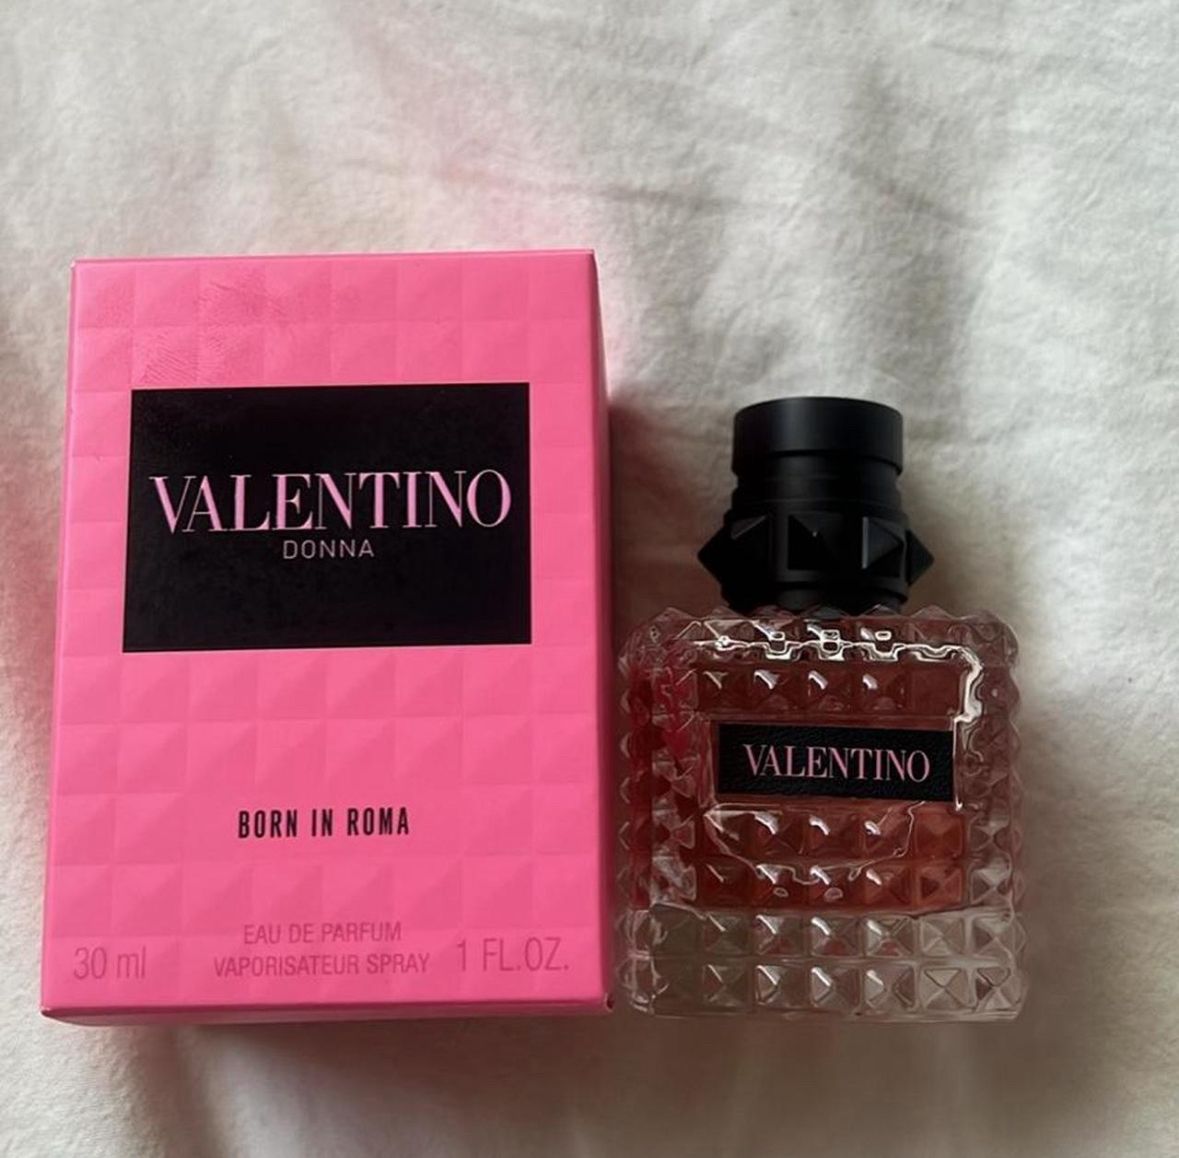 VALENTINO
DONNA
BORN IN ROMA
EAU DE PARFUM
30 ml VAPORISATEUR SPRAY 1 FL.OZ.
VALENTINO